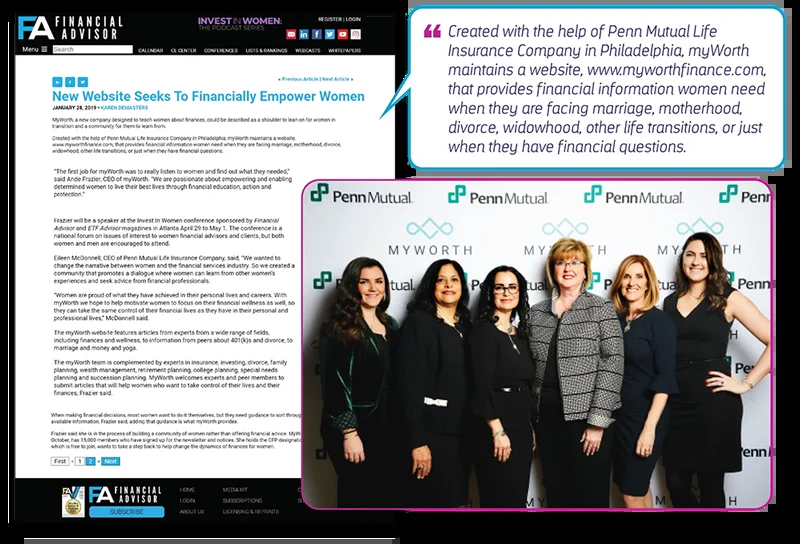 FA FINANCIAL
ADVISOR
INVEST IN WOMEN:
THE PODCAST SERIES
REGISTER | LOGIN
Menu
Search
CALENDAR CE CENTER CONFERENCES LISTS & RANKINGS WEBCASTS WHITEPAPERS
« Previous Article | Next Article »
New Website Seeks To Financially Empower Women
JANUARY 28, 2019 • KAREN DEMASTERS
MyWorth, a new company designed to teach women about finances, could be described as a shoulder to lean on for women in
transition and a community for them to learn from.
Created with the help of Penn Mutual Life Insurance Company in Philadelphia, myWorth maintains a website,
www.myworthfinance.com, that provides financial information women need when they are facing marriage, motherhood, divorce,
widowhood, other life transitions, or just when they have financial questions.
"The first job for myWorth was to really listen to women and find out what they needed,"
said Ande Frazier, CEO of myWorth. "We are passionate about empowering and enabling
determined women to live their best lives through financial education, action and
protection."
Frazier will be a speaker at the Invest in Women conference sponsored by Financial
Advisor and ETF Advisor magazines in Atlanta April 29 to May 1. The conference is a
national forum on issues of interest to women financial advisors and clients, but both
women and men are encouraged to attend.
Eileen McDonnell, CEO of Penn Mutual Life Insurance Company, said, "We wanted to
change the narrative between women and the financial services industry. So we created a
community that promotes a dialogue where women can learn from other women's
experiences and seek advice from financial professionals.
"Women are proud of what they have achieved in their personal lives and careers. With
myWorth we hope to help motivate women to focus on their financial wellness as well, so
they can take the same control of their financial lives as they have in their personal and
professional lives," McDonnell said.
The myWorth website features articles from experts from a wide range of fields,
including finances and wellness, to information from peers about 401(k)s and divorce, to
marriage and money and yoga.
The myWorth team is complemented by experts in insurance, investing, divorce, family
planning, wealth management, retirement planning, college planning, special needs
planning and succession planning. MyWorth welcomes experts and peer members to
submit articles that will help women who want to take control of their lives and their
finances, Frazier said.
When making financial decisions, most women want to do it themselves, but they need guidance to sort through
available information, Frazier said, adding that guidance is what myWorth provides.
Frazier said she is in the process of building a community of women rather than offering financial advice. MyWorth
October, has 15,000 members who have signed up for the newsletter and notices. She holds the CFP designation
which is free to join, wants to take a step back to help change the dynamics of finances for women.
First « 1 2 » Next
FA FINANCIAL
ADVISOR
SUBSCRIBE
HOME MEDIA KIT
LOGIN SUBSCRIPTIONS
ABOUT US LICENSING & REPRINTS
❝ Created with the help of Penn Mutual Life
Insurance Company in Philadelphia, myWorth
maintains a website, www.myworthfinance.com,
that provides financial information women need
when they are facing marriage, motherhood,
divorce, widowhood, other life transitions, or just
when they have financial questions.
PennMutual. PennMutual. PennMutual.
MYWORTH MYWORTH MYWORTH
PennMutual
MYWORTH MYWORTH